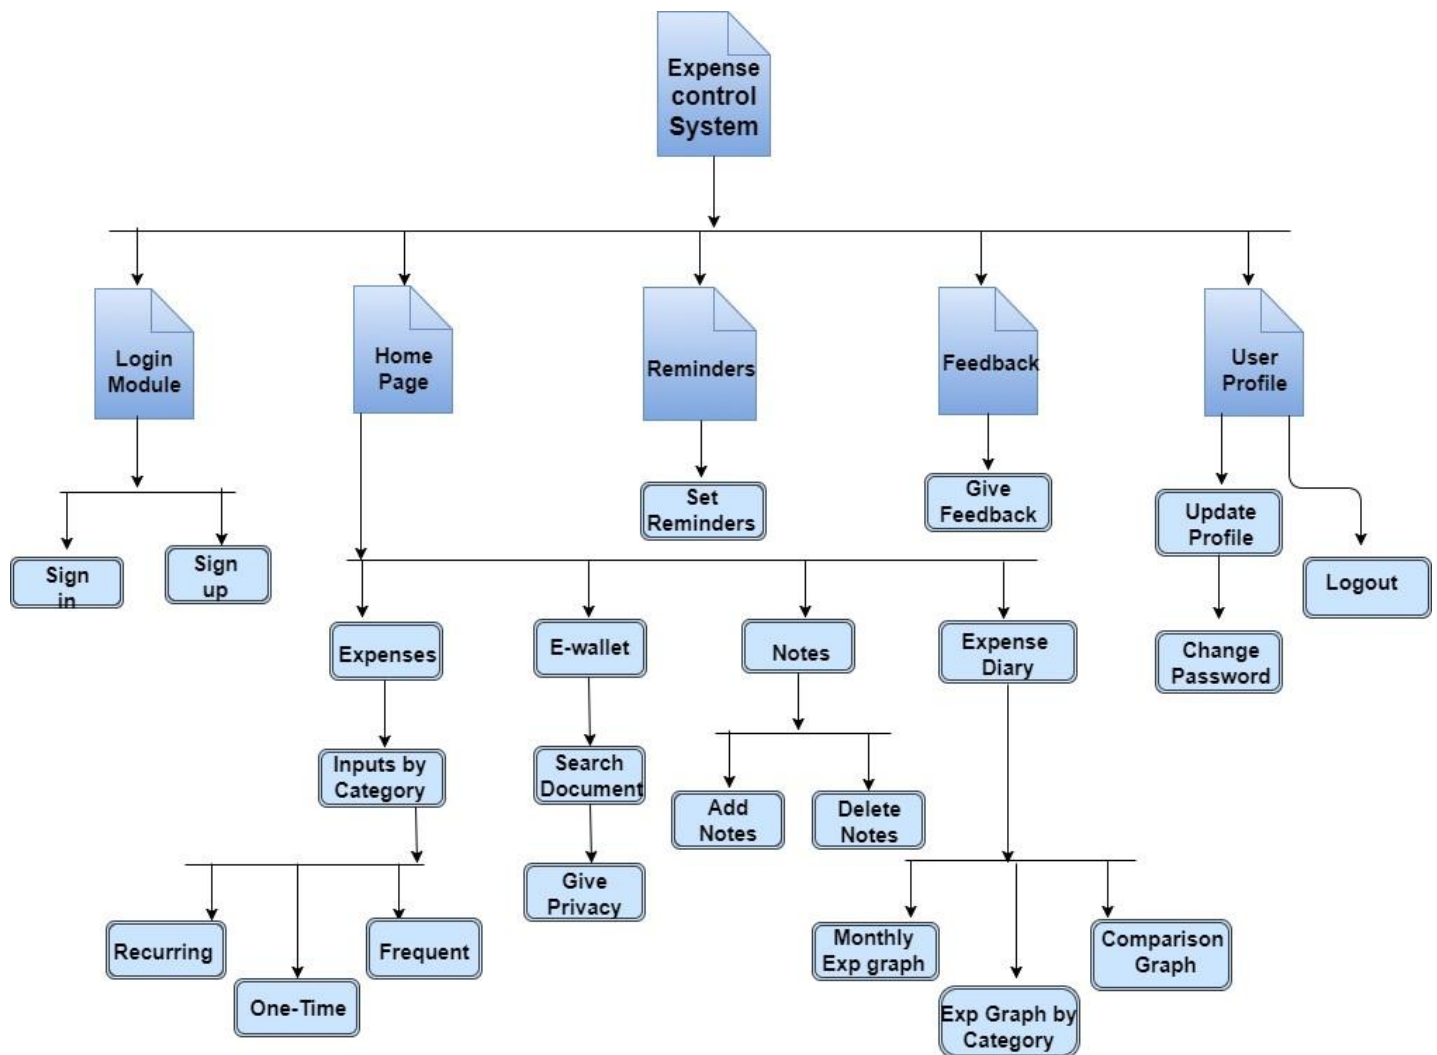 Expense
control
System
Login
Module
Home
Page
Reminders
Feedback
User
Profile
Set
Reminders
Give
Feedback
Update
Profile
Sign
in
Sign
up
Logout
Expenses
E-wallet
Notes
Expense
Diary
Change
Password
Inputs by
Category
Search
Document
Add
Notes
Delete
Notes
Give
Privacy
Recurring
One-Time
Frequent
Monthly
Exp graph
Exp Graph by
Category
Comparison
Graph